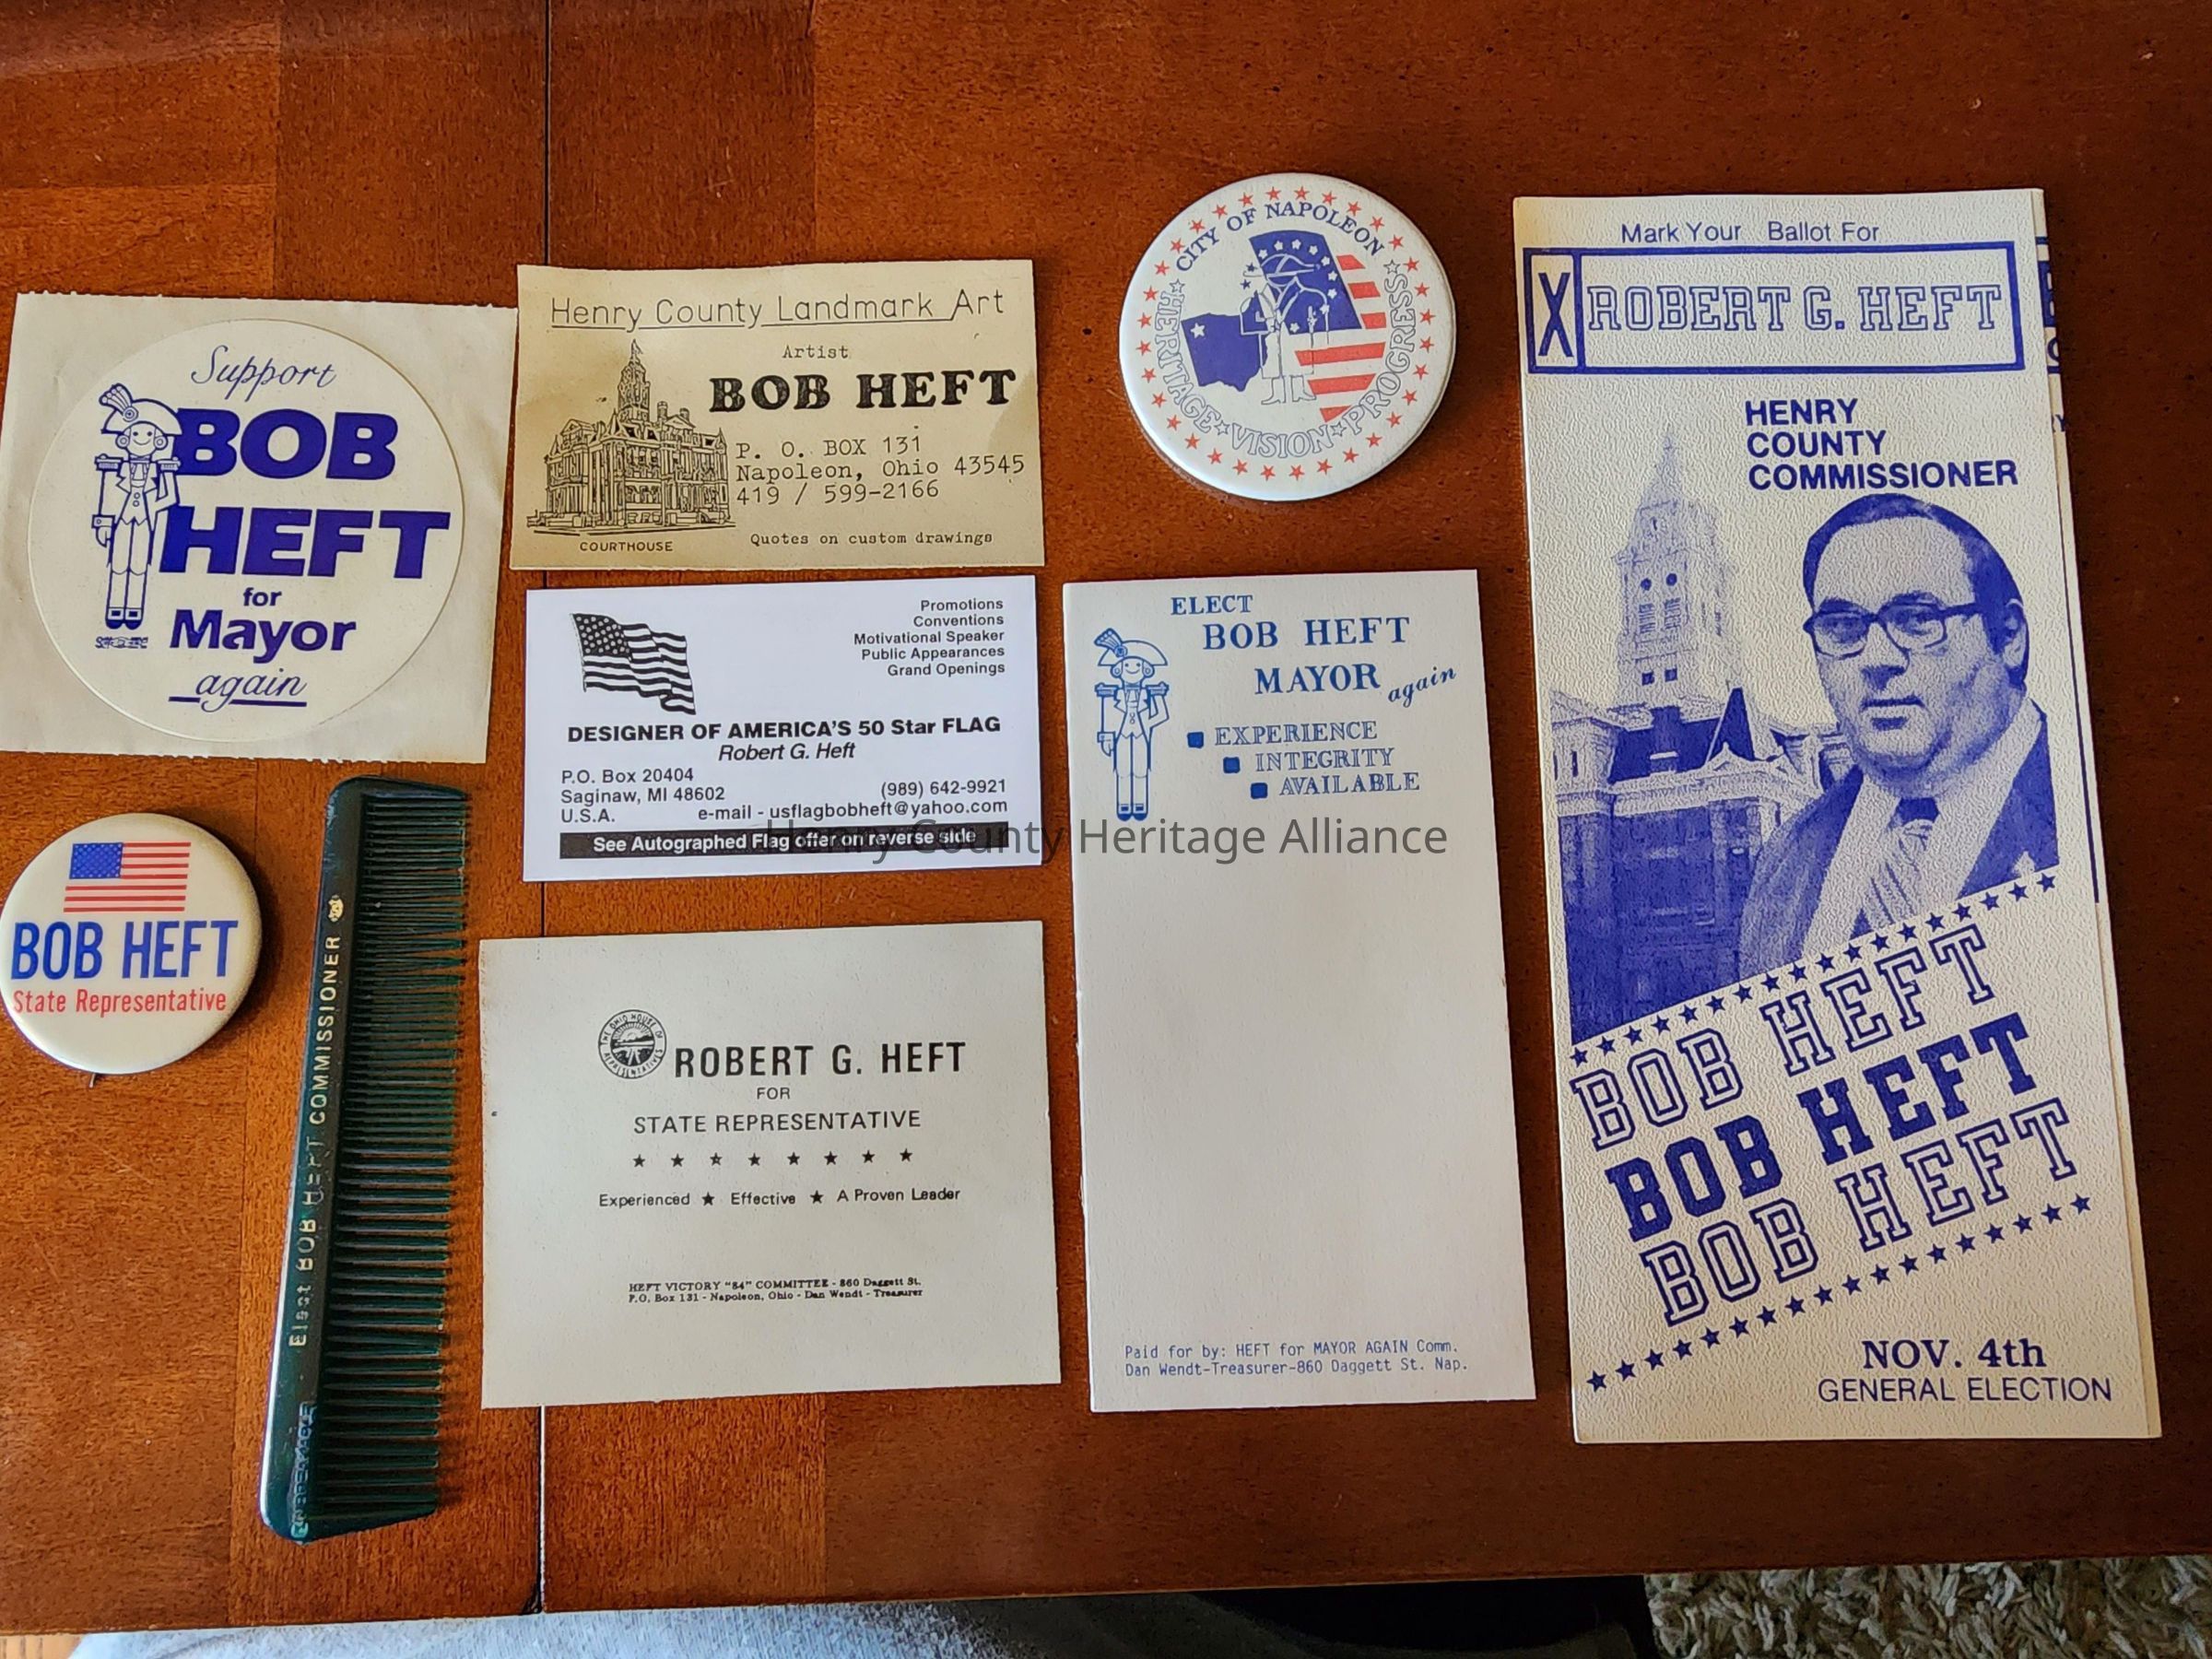 Support
BOB
HEFT
for
Mayor
again
BOB HEFT
State Representative
Elect BOB HEFT COMMISSIONER
Henry County Landmark Art
Artist
BOB HEFT
P. O. BOX 131
Napoleon, Ohio 43545
419 / 599-2166
COURTHOUSE
Quotes on custom drawings
Promotions
Conventions
Motivational Speaker
Public Appearances
Grand Openings
DESIGNER OF AMERICA'S 50 Star FLAG
Robert G. Heft
P.O. Box 20404
Saginaw, MI 48602
U.S.A.
(989) 642-9921
e-mail - usflagbobheft@yahoo.com
See Autographed Flag offer on reverse side
THE OHIO HOUSE OF REPRESENTATIVES
ROBERT G. HEFT
FOR
STATE REPRESENTATIVE
Experienced ★ Effective ★ A Proven Leader
HEFT VICTORY "84" COMMITTEE - 860 Daggett St.
P.O. Box 131 - Napoleon, Ohio - Dan Wendt - Treasurer
CITY OF NAPOLEON
HERITAGE☆VISION☆PROGRESS
ELECT
BOB HEFT
MAYOR again
EXPERIENCE
INTEGRITY
AVAILABLE
Paid for by: HEFT for MAYOR AGAIN Comm.
Dan Wendt-Treasurer-860 Daggett St. Nap.
Mark Your Ballot For
X ROBERT G. HEFT
HENRY
COUNTY
COMMISSIONER
BOB HEFT
BOB HEFT
BOB HEFT
NOV. 4th
GENERAL ELECTION
Henry County Heritage Alliance